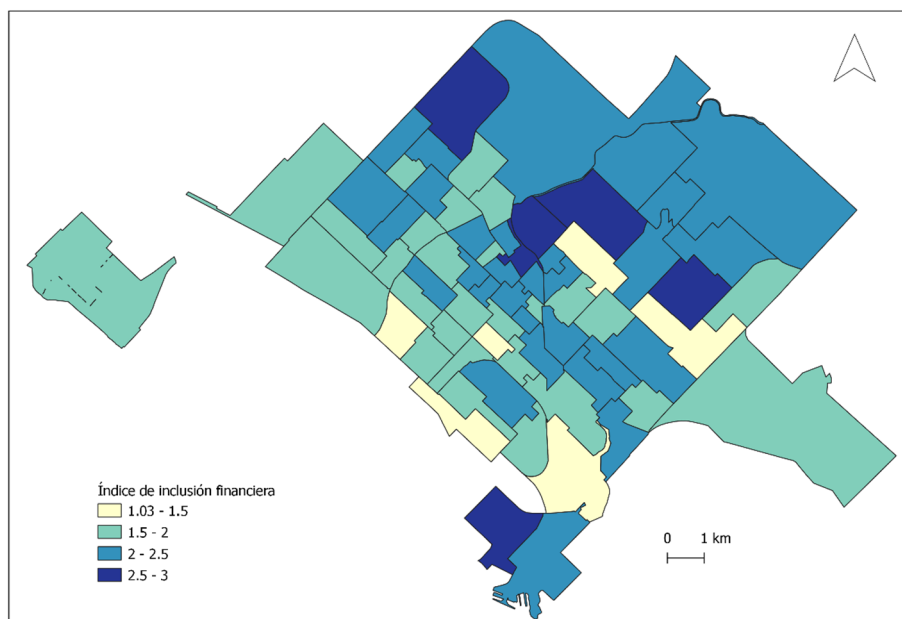 Índice de inclusión financiera
1.03 - 1.5
1.5 - 2
2 - 2.5
2.5 - 3
0 1 km